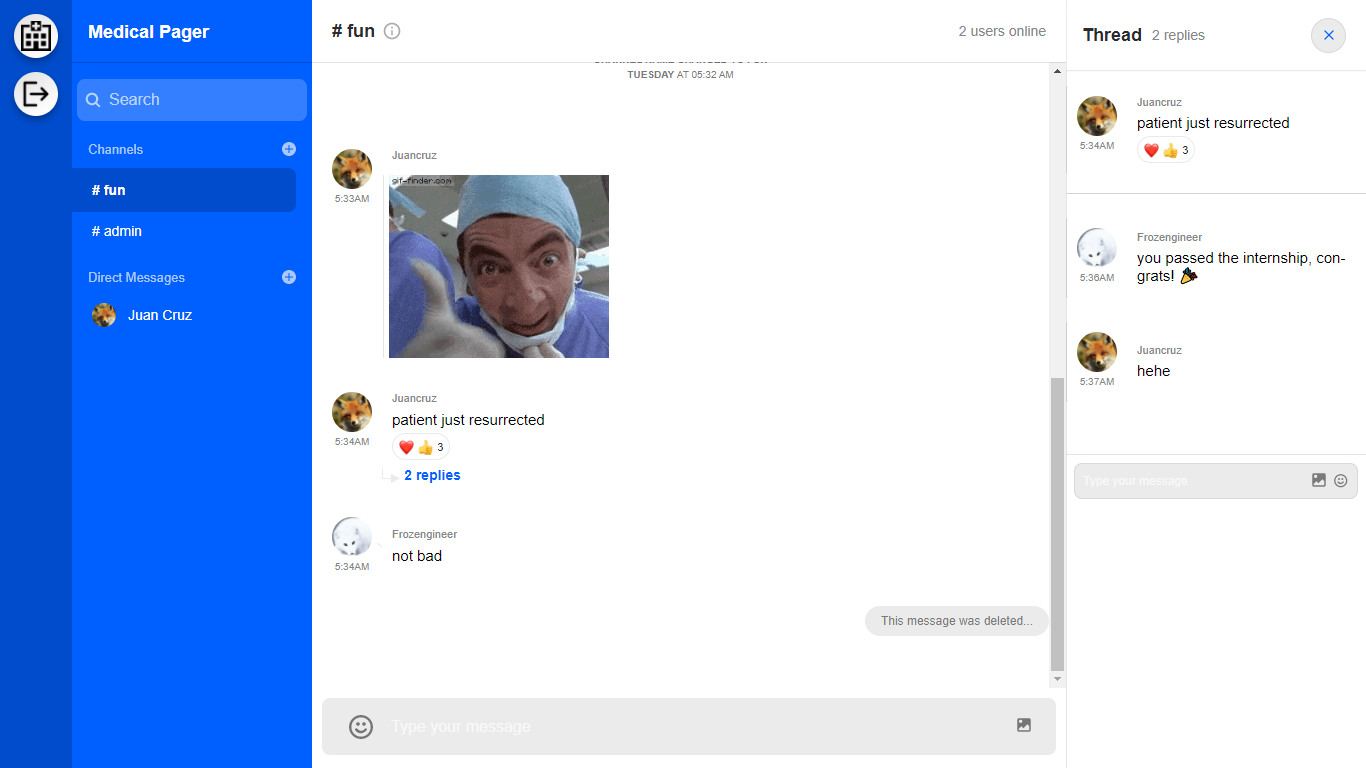 Medical Pager
Search
Channels
# fun
# admin
Direct Messages
Juan Cruz
# fun
2 users online
TUESDAY AT 05:32 AM
Juancruz
5:33AM
gif-finder.com
Juancruz
patient just resurrected
5:34AM
3
2 replies
Frozengineer
not bad
5:34AM
This message was deleted...
Type your message
Thread 2 replies
Juancruz
patient just resurrected
5:34AM
3
Frozengineer
you passed the internship, con-
grats!
5:36AM
Juancruz
hehe
5:37AM
Type your message